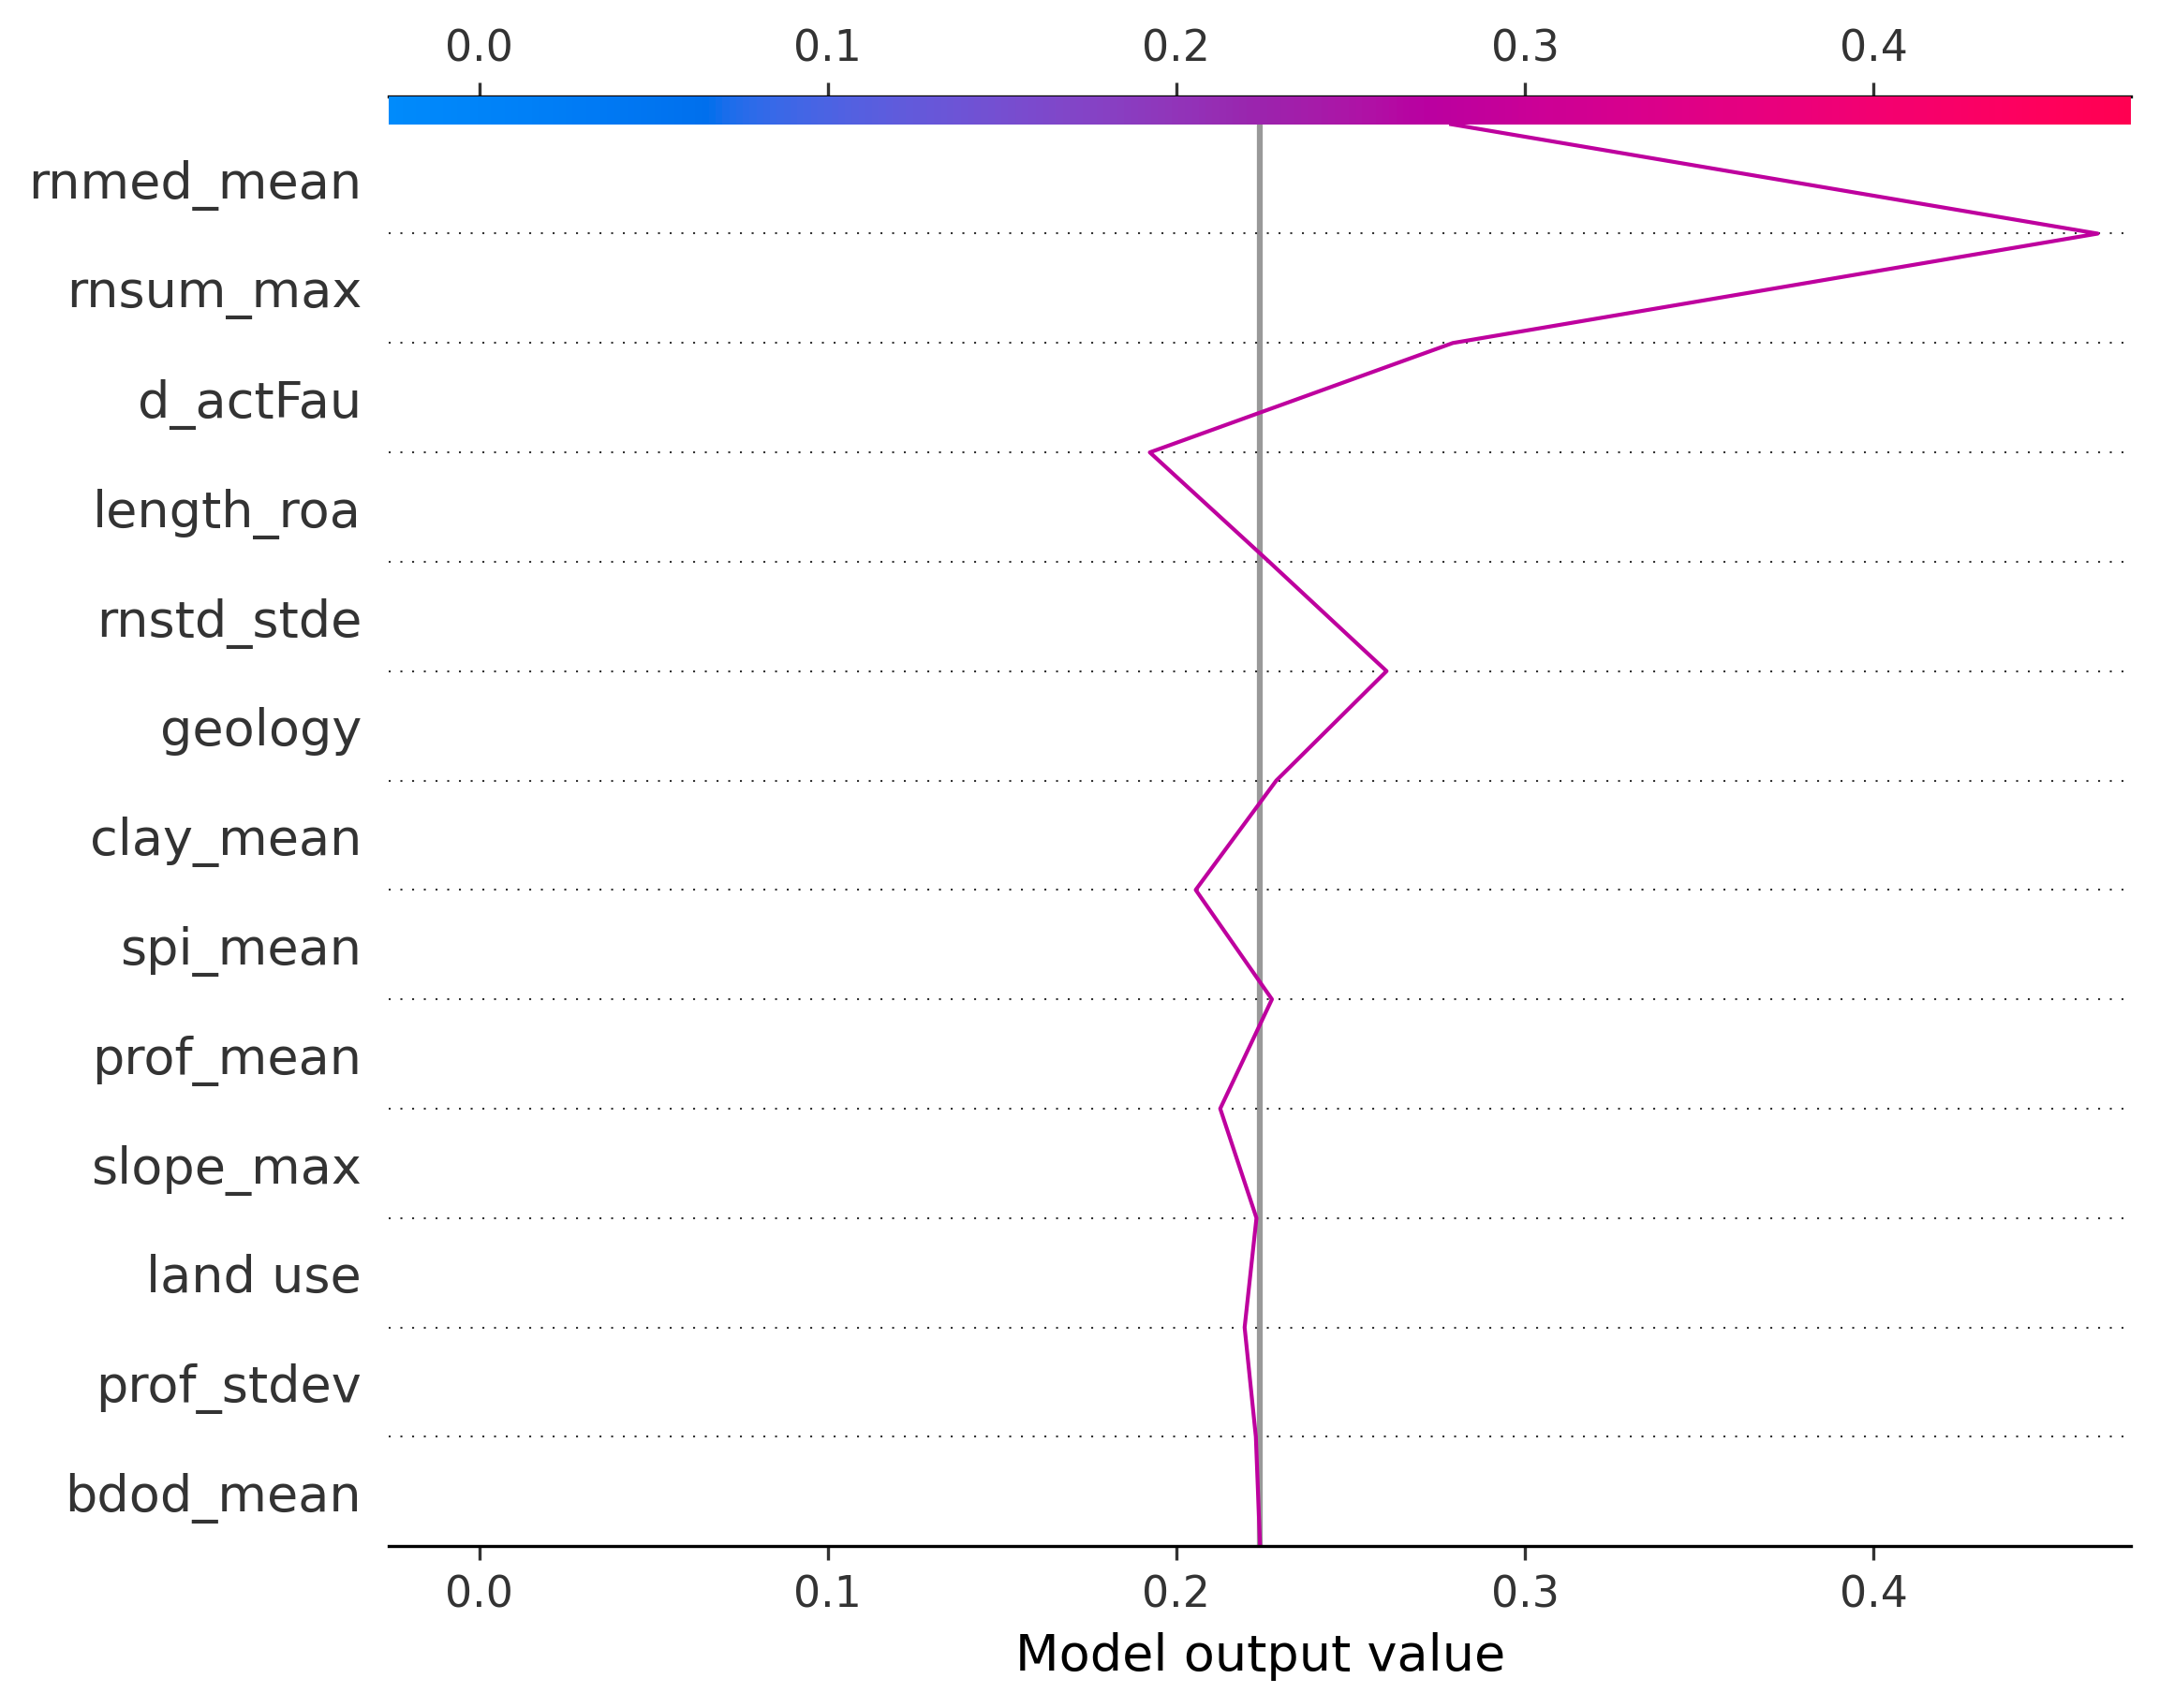 0.0 0.1 0.2 0.3 0.4
rnmed_mean
rnsum_max
d_actFau
length_roa
rnstd_stde
geology
clay_mean
spi_mean
prof_mean
slope_max
land use
prof_stdev
bdod_mean
0.0 0.1 0.2 0.3 0.4
Model output value